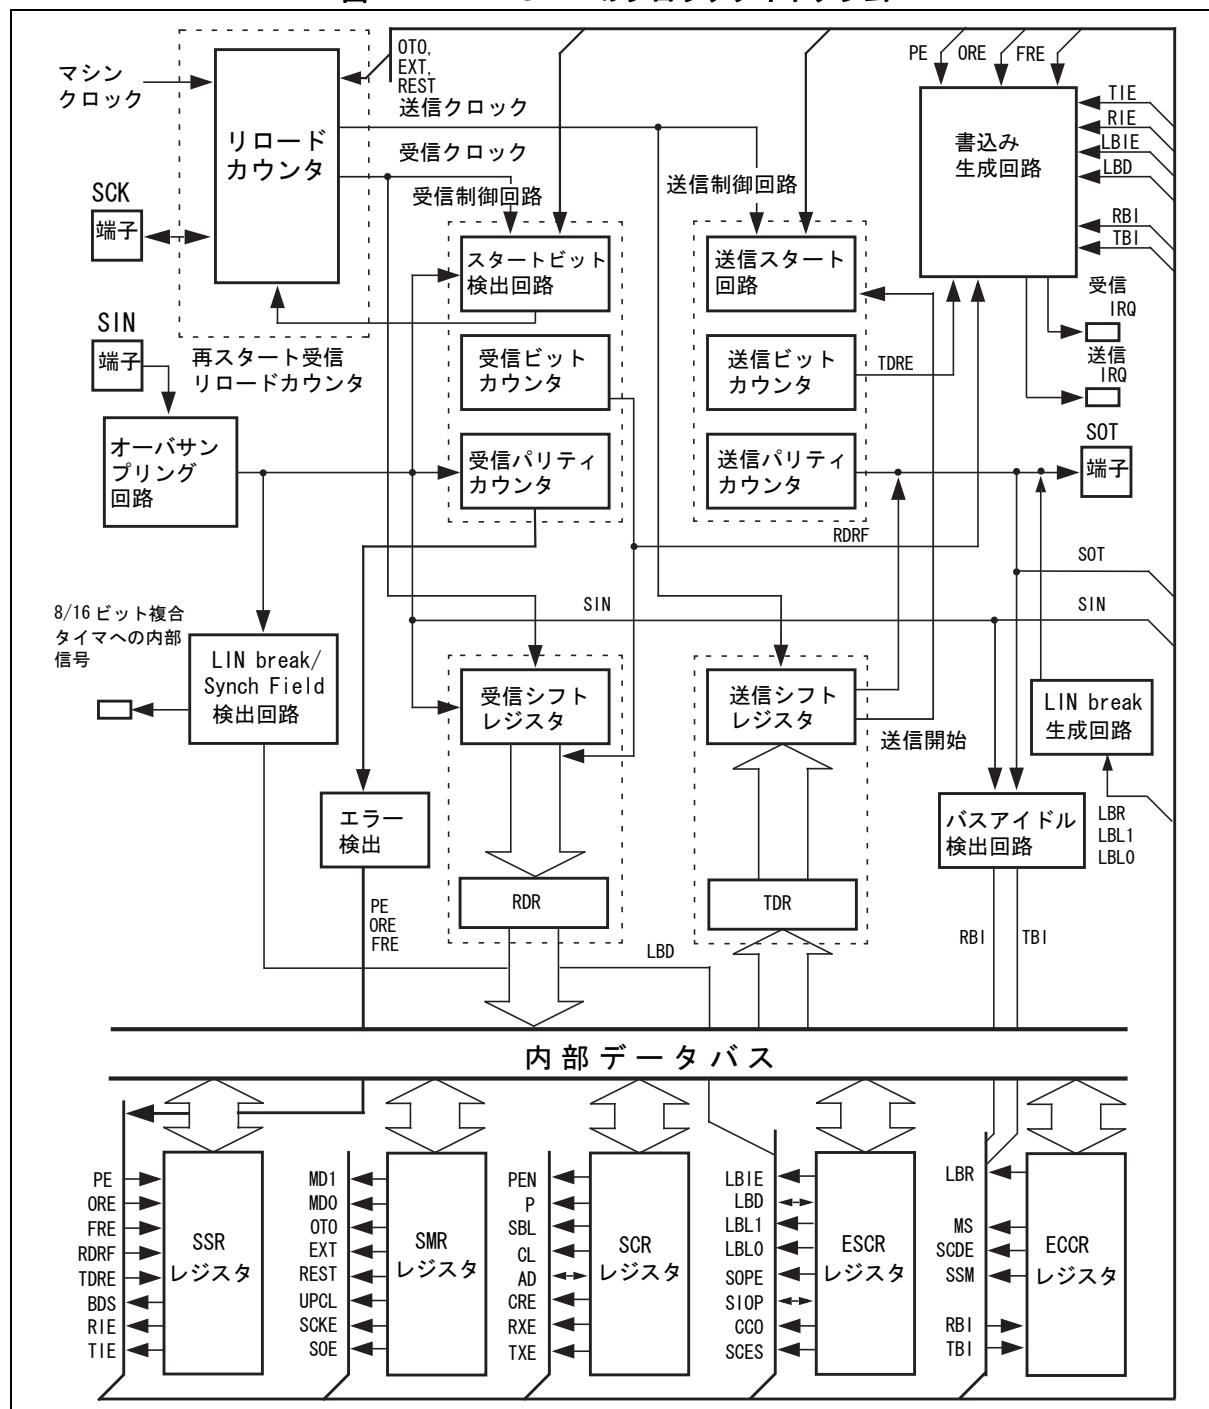 OTO,
EXT,
REST
PE ORE FRE
マシン
クロック
送信クロック
リロード
カウンタ
受信クロック
書込み
生成回路
TIE
RIE
LBIE
LBD
RBI
TBI
SCK
端子
受信制御回路
送信制御回路
スタートビット
検出回路
送信スタート
回路
受信
IRQ
送信
IRQ
SIN
端子
再スタート受信
リロードカウンタ
受信ビット
カウンタ
送信ビット
カウンタ
TDRE
SOT
端子
オーバサン
プリング
回路
受信パリティ
カウンタ
送信パリティ
カウンタ
RDRF
SOT
SIN
SIN
8/16 ビット複合
タイマへの内部
信号
LIN break/
Synch Field
検出回路
受信シフト
レジスタ
送信シフト
レジスタ
送信開始
LIN break
生成回路
エラー
検出
バスアイドル
検出回路
LBR
LBL1
LBL0
RDR
TDR
PE
ORE
FRE
LBD
RBI
TBI
内部データバス
PE
ORE
FRE
RDRF
TDRE
BDS
RIE
TIE
SSR
レジスタ
MD1
MD0
OTO
EXT
REST
UPCL
SCKE
SOE
SMR
レジスタ
PEN
P
SBL
CL
AD
CRE
RXE
TXE
SCR
レジスタ
LBIE
LBD
LBL1
LBL0
SOPE
SIOP
CCO
SCES
ESCR
レジスタ
LBR
MS
SCDE
SSM
RBI
TBI
ECCR
レジスタ